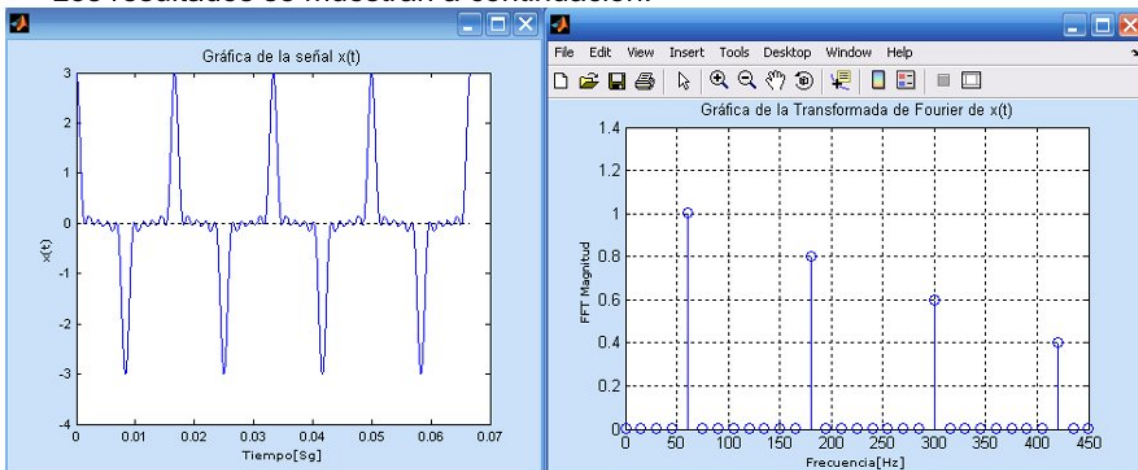 Los resultados se muestran a continuación:
Gráfica de la señal x(t)
3
2
1
0
-1
-2
-3
-4
x(t)
0 0.01 0.02 0.03 0.04 0.05 0.06 0.07
Tiempo[Sg]
File Edit View Insert Tools Desktop Window Help
Gráfica de la Transformada de Fourier de x(t)
1.4
1.2
1
0.8
0.6
0.4
0.2
0
FFT Magnitud
0 50 100 150 200 250 300 350 400 450
Frecuencia[Hz]